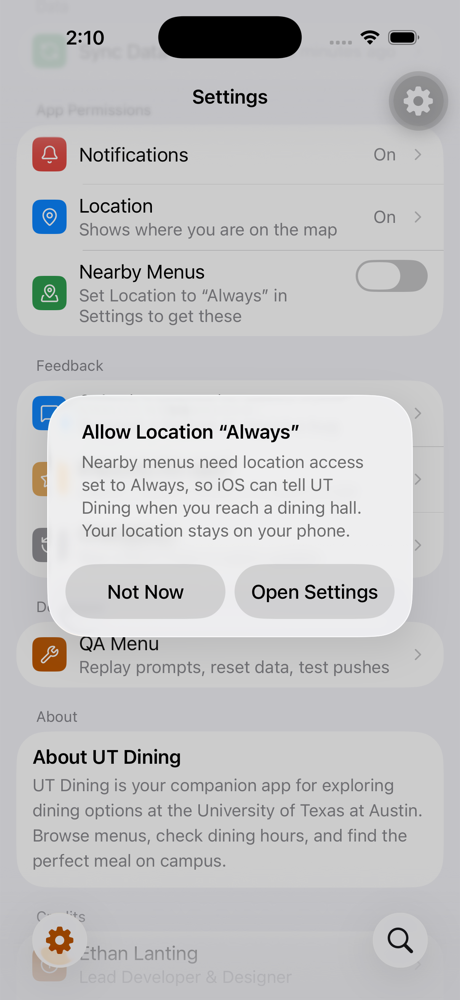 2:10
Data
Sync Data
Settings
App Permissions
Notifications
On
Location
Shows where you are on the map
On
Nearby Menus
Set Location to “Always” in
Settings to get these
Feedback
Allow Location “Always”
Nearby menus need location access
set to Always, so iOS can tell UT
Dining when you reach a dining hall.
Your location stays on your phone.
Not Now
Open Settings
QA Menu
Replay prompts, reset data, test pushes
About
About UT Dining
UT Dining is your companion app for exploring
dining options at the University of Texas at Austin.
Browse menus, check dining hours, and find the
perfect meal on campus.
Credits
Ethan Lanting
Lead Developer & Designer